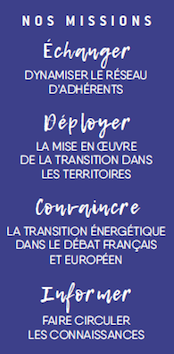 NOS MISSIONS
Échanger
DYNAMISER LE RÉSEAU
D'ADHÉRENTS
Déployer
LA MISE EN ŒUVRE
DE LA TRANSITION DANS
LES TERRITOIRES
Convaincre
LA TRANSITION ÉNERGÉTIQUE
DANS LE DÉBAT FRANÇAIS
ET EUROPÉEN
Informer
FAIRE CIRCULER
LES CONNAISSANCES